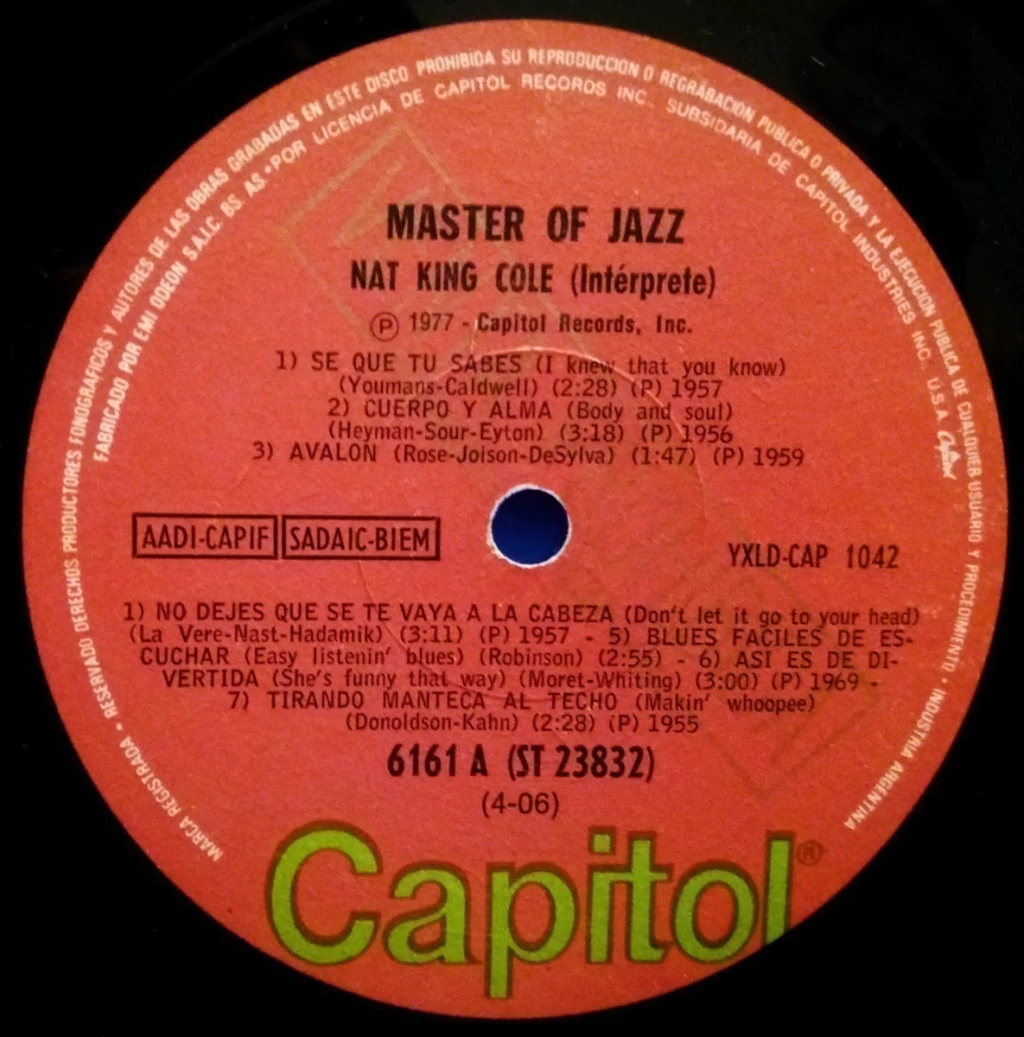 MARCA REGISTRADA • RESERVADO DERECHOS PRODUCTORES FONOGRAFICOS Y AUTORES DE LAS OBRAS GRABADAS EN ESTE DISCO PROHIBIDA SU REPRODUCCION O REGRABACION PUBLICA O PRIVADA Y LA EJECUCION PUBLICA DE CUALQUIER USUARIO Y PROCEDIMIENTO • INDUSTRIA ARGENTINA
FABRICADO POR EMI ODEON S.A.I.C. BS. AS • POR LICENCIA DE CAPITOL RECORDS INC. SUBSIDARIA DE CAPITOL INDUSTRIES INC. U.S.A. Capitol
MASTER OF JAZZ
NAT KING COLE (Intérprete)
Ⓟ 1977 - Capitol Records, Inc.
1) SE QUE TU SABES (I knew that you know)
(Youmans-Caldwell) (2:28) (P) 1957
2) CUERPO Y ALMA (Body and soul)
(Heyman-Sour-Eyton) (3:18) (P) 1956
3) AVALON (Rose-Jolson-DeSylva) (1:47) (P) 1959
AADI-CAPIF SADAIC-BIEM
YXLD-CAP 1042
1) NO DEJES QUE SE TE VAYA A LA CABEZA (Don't let it go to your head)
(La Vere-Nast-Hadamik) (3:11) (P) 1957 - 5) BLUES FACILES DE ES-
CUCHAR (Easy listenin' blues) (Robinson) (2:55) - 6) ASI ES DE DI-
VERTIDA (She's funny that way) (Moret-Whiting) (3:00) (P) 1969 -
7) TIRANDO MANTECA AL TECHO (Makin' whoopee)
(Donoldson-Kahn) (2:28) (P) 1955
6161 A (ST 23832)
(4-06)
Capitol®